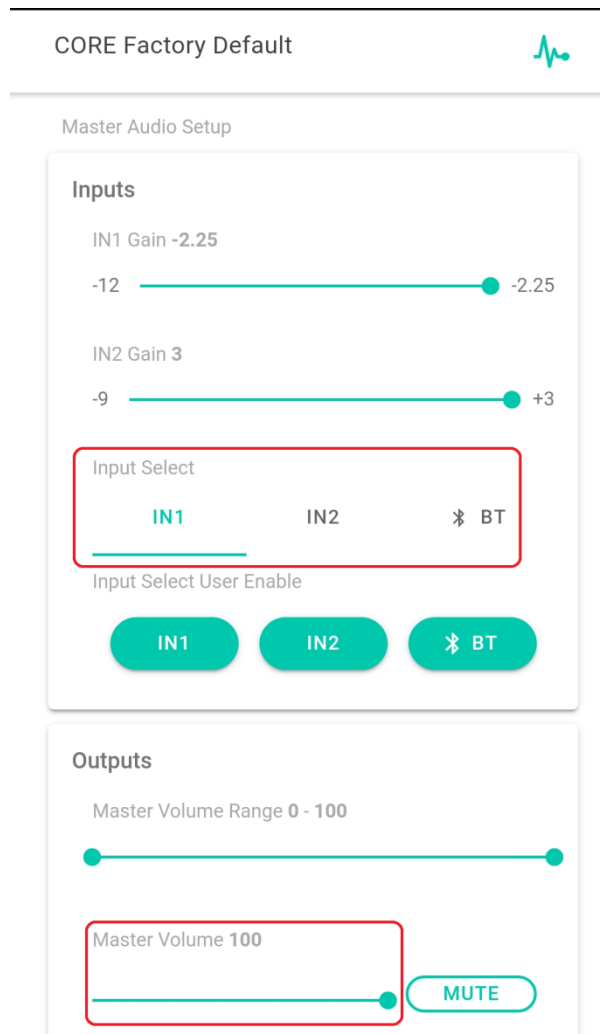 CORE Factory Default
Master Audio Setup
Inputs
IN1 Gain -2.25
-12 -2.25
IN2 Gain 3
-9 +3
Input Select
IN1 IN2 BT
Input Select User Enable
IN1 IN2 BT
Outputs
Master Volume Range 0 - 100
Master Volume 100
MUTE